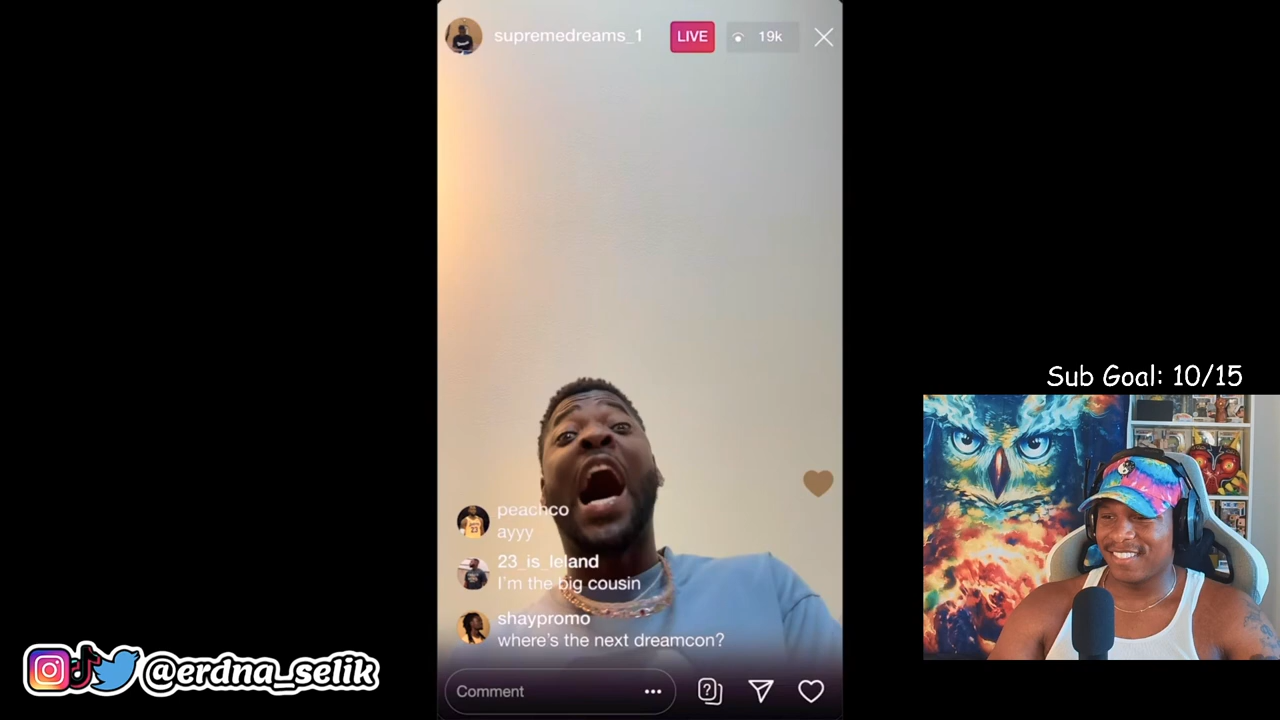 supremedreams_1
LIVE
19k
Sub Goal: 10/15
peachco
ayyy
23_is_leland
I'm the big cousin
shaypromo
where's the next dreamcon?
Comment
@erdna_selik